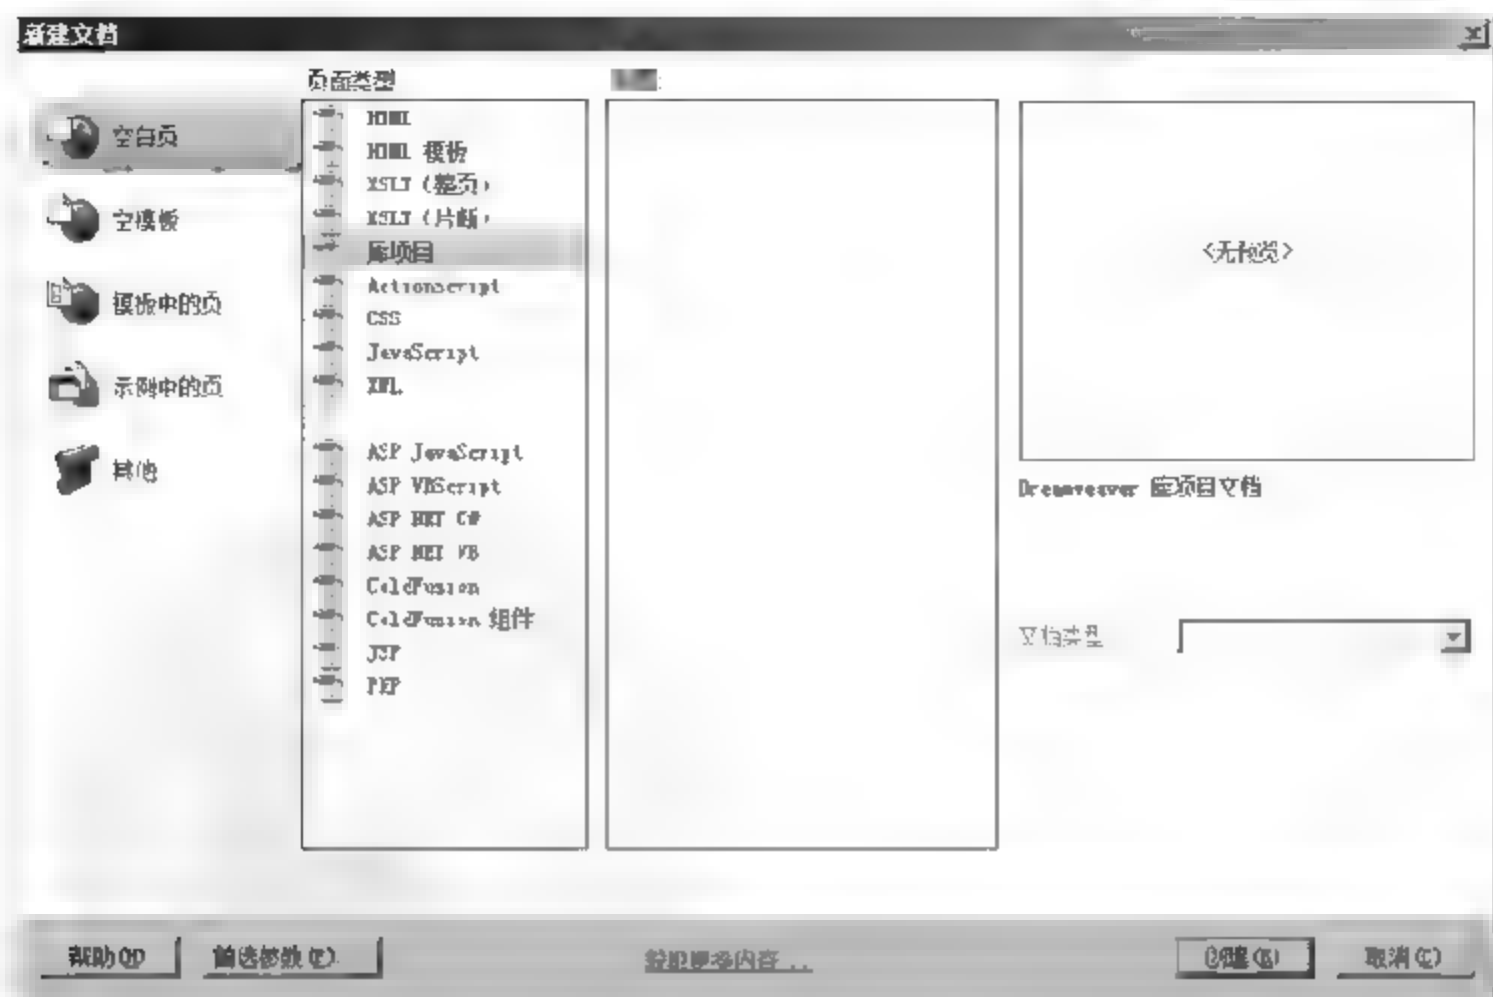 新建文档
页面类型
空白页
空模板
模板中的页
示例中的页
其他
HTML
HTML 模板
XSLT (整页)
XSLT (片断)
库项目
ActionScript
CSS
JavaScript
XML
ASP JavaScript
ASP VBScript
ASP NET C#
ASP NET VB
ColdFusion
ColdFusion 组件
JSP
PHP
<无预览>
Dreamweaver 库项目文档
文档类型
帮助(H)
首选参数(P)
获取更多内容...
创建(R)
取消(C)